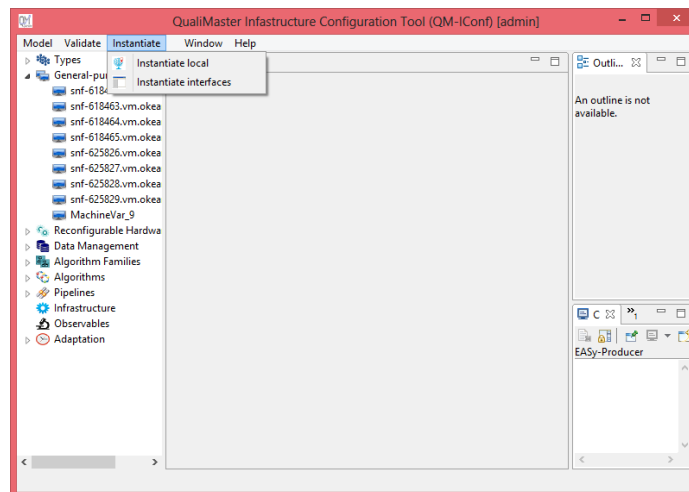 QualiMaster Infastructure Configuration Tool (QM-IConf) [admin]
Model Validate Instantiate Window Help
Instantiate local
Instantiate interfaces
Types
General-pur
snf-6184
snf-618463.vm.okea
snf-618464.vm.okea
snf-618465.vm.okea
snf-625826.vm.okea
snf-625827.vm.okea
snf-625828.vm.okea
snf-625829.vm.okea
MachineVar_9
Reconfigurable Hardwa
Data Management
Algorithm Families
Algorithms
Pipelines
Infrastructure
Observables
Adaptation
Outli...
An outline is not
available.
C
1
EASy-Producer